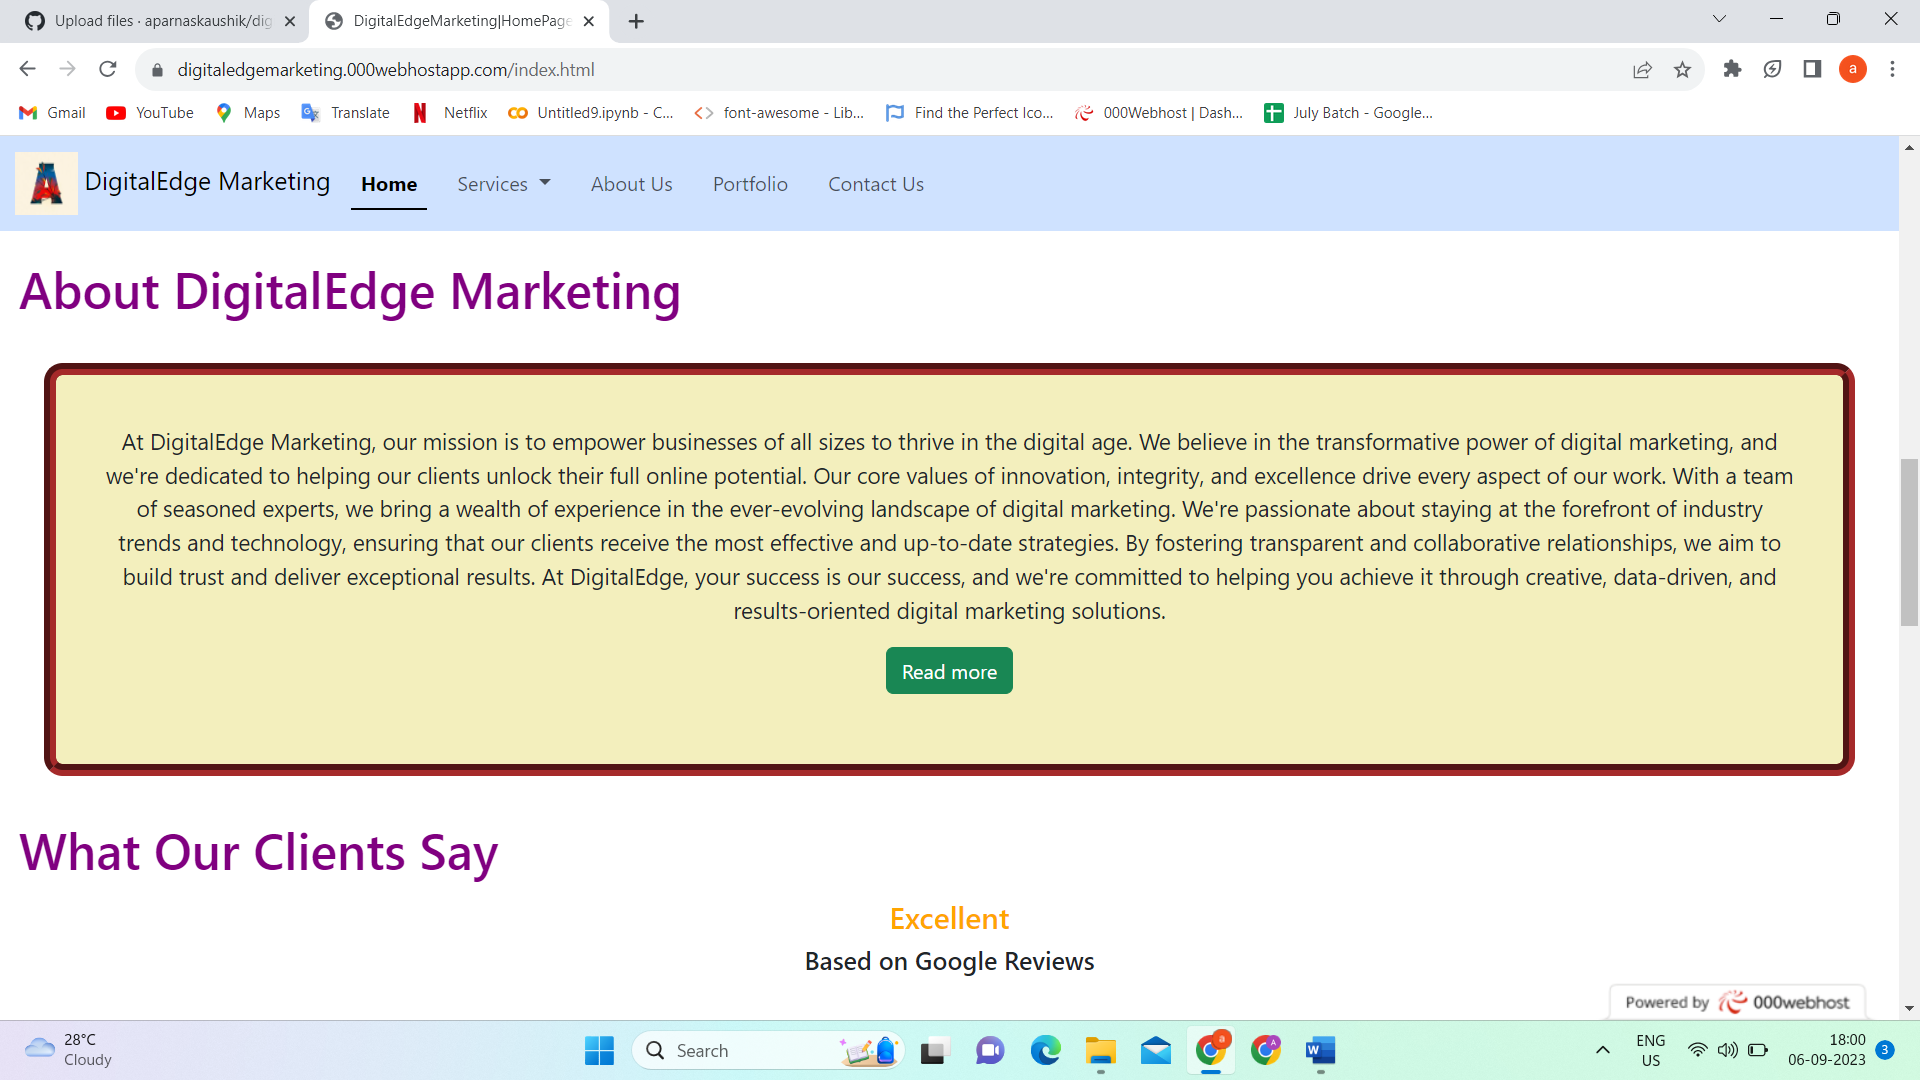 Upload files · aparnaskaushik/dig
DigitalEdgeMarketing|HomePage
digitaledgemarketing.000webhostapp.com/index.html
a
Gmail YouTube Maps Translate Netflix Untitled9.ipynb - C... font-awesome - Lib... Find the Perfect Ico... 000Webhost | Dash... July Batch - Google...
DigitalEdge Marketing Home Services About Us Portfolio Contact Us
About DigitalEdge Marketing
At DigitalEdge Marketing, our mission is to empower businesses of all sizes to thrive in the digital age. We believe in the transformative power of digital marketing, and
we're dedicated to helping our clients unlock their full online potential. Our core values of innovation, integrity, and excellence drive every aspect of our work. With a team
of seasoned experts, we bring a wealth of experience in the ever-evolving landscape of digital marketing. We're passionate about staying at the forefront of industry
trends and technology, ensuring that our clients receive the most effective and up-to-date strategies. By fostering transparent and collaborative relationships, we aim to
build trust and deliver exceptional results. At DigitalEdge, your success is our success, and we're committed to helping you achieve it through creative, data-driven, and
results-oriented digital marketing solutions.
Read more
What Our Clients Say
Excellent
Based on Google Reviews
Powered by 000webhost
28°C
Cloudy
Search
ENG
US
18:00
06-09-2023
3